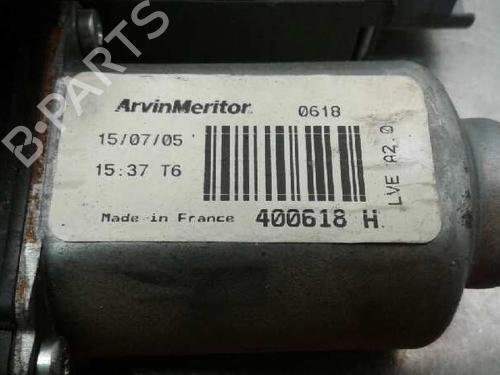 ArvinMeritor 0618
15/07/05
15:37 T6
Made in France 400618 H
LVE A2.0
B-PARTS